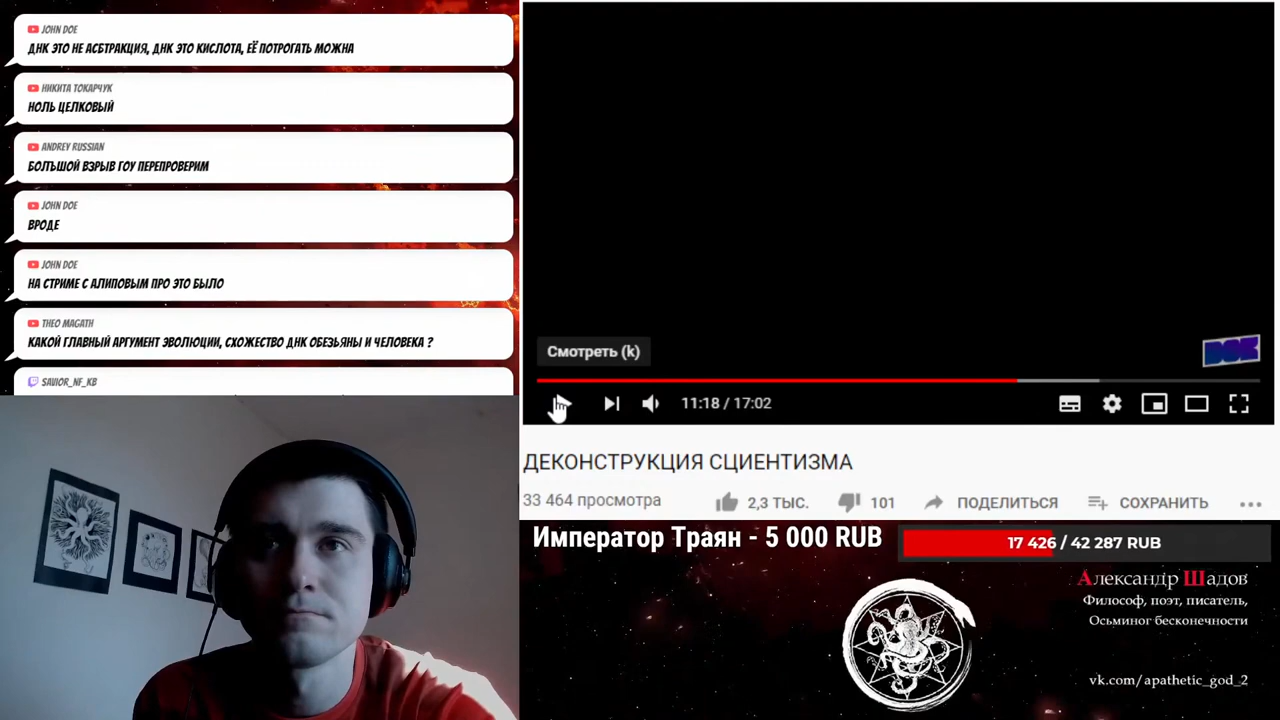 JOHN DOE
ДНК ЭТО НЕ АСБТРАКЦИЯ, ДНК ЭТО КИСЛОТА, ЕЁ ПОТРОГАТЬ МОЖНА
НИКИТА ТОКАРЧУК
НОЛЬ ЦЕЛКОВЫЙ
ANDREY RUSSIAN
БОЛЪШОЙ ВЗРЫВ ГОУ ПЕРЕПРОВЕРИМ
JOHN DOE
ВРОДЕ
JOHN DOE
НА СТРИМЕ С АЛИПОВЫМ ПРО ЭТО БЫЛО
THEO MAGATH
КАКОЙ ГЛАВНЫЙ АРГУМЕНТ ЭВОЛЮЦИИ, СХОЖЕСТВО ДНК ОБЕЗЬЯНЫ И ЧЕЛОВЕКА ?
SAVIOR_NF_KB
Смотреть (k)
DOK
11:18 / 17:02
ДЕКОНСТРУКЦИЯ СЦИЕНТИЗМА
33 464 просмотра
2,3 ТЫС.
101
ПОДЕЛИТЬСЯ
СОХРАНИТЬ
Император Траян - 5 000 RUB
17 426 / 42 287 RUB
Александр Шадов
Философ, поэт, писатель,
Осьминог бесконечности
vk.com/apathetic_god_2